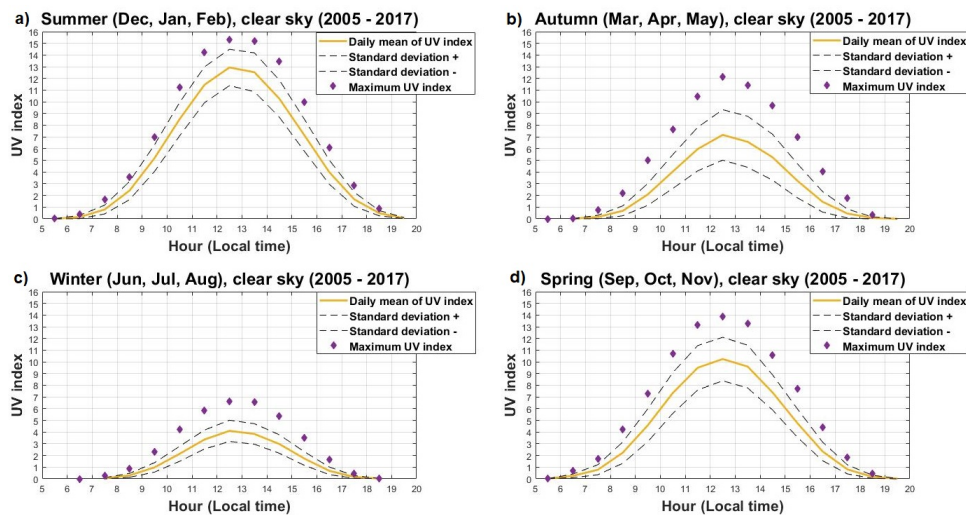 a) Summer (Dec, Jan, Feb), clear sky (2005 - 2017)
16
15
14
13
12
11
10
9
8
7
6
5
4
3
2
1
0
UV index
Daily mean of UV index
Standard deviation +
Standard deviation -
Maximum UV index
5 6 7 8 9 10 11 12 13 14 15 16 17 18 19 20
Hour (Local time)
b) Autumn (Mar, Apr, May), clear sky (2005 - 2017)
16
15
14
13
12
11
10
9
8
7
6
5
4
3
2
1
0
UV index
Daily mean of UV index
Standard deviation +
Standard deviation -
Maximum UV index
5 6 7 8 9 10 11 12 13 14 15 16 17 18 19 20
Hour (Local time)
c) Winter (Jun, Jul, Aug), clear sky (2005 - 2017)
16
15
14
13
12
11
10
9
8
7
6
5
4
3
2
1
0
UV index
Daily mean of UV index
Standard deviation +
Standard deviation -
Maximum UV index
5 6 7 8 9 10 11 12 13 14 15 16 17 18 19 20
Hour (Local time)
d) Spring (Sep, Oct, Nov), clear sky (2005 - 2017)
16
15
14
13
12
11
10
9
8
7
6
5
4
3
2
1
0
UV index
Daily mean of UV index
Standard deviation +
Standard deviation -
Maximum UV index
5 6 7 8 9 10 11 12 13 14 15 16 17 18 19 20
Hour (Local time)